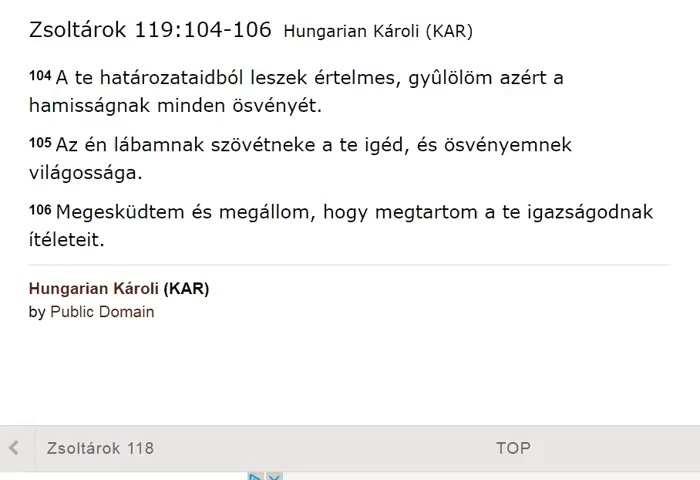 Zsoltárok 119:104-106 Hungarian Károli (KAR)
104 A te határozataidból leszek értelmes, gyûlölöm azért a
hamisságnak minden ösvényét.
105 Az én lábamnak szövétneke a te igéd, és ösvényemnek
világossága.
106 Megesküdtem és megállom, hogy megtartom a te igazságodnak
ítéleteit.
Hungarian Károli (KAR)
by Public Domain
Zsoltárok 118 TOP